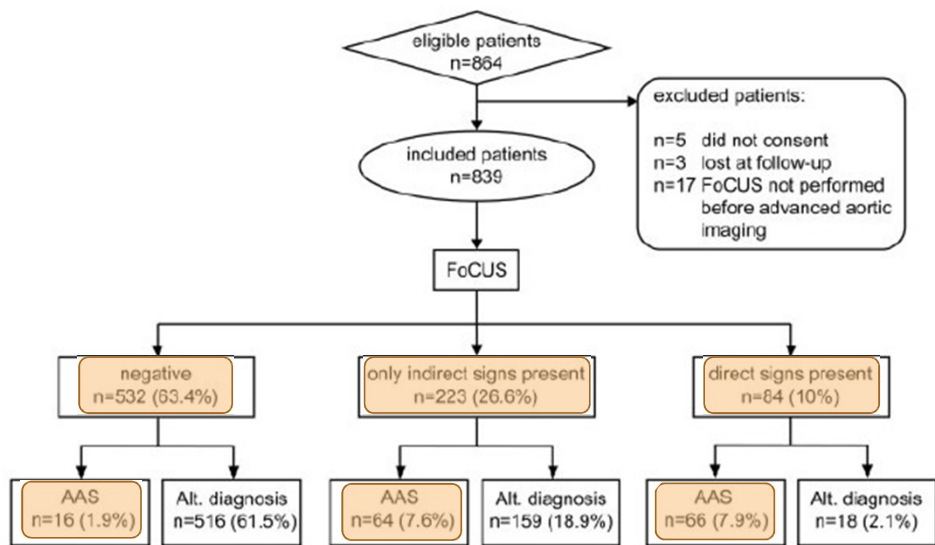 eligible patients
n=864
excluded patients:
n=5 did not consent
n=3 lost at follow-up
n=17 FoCUS not performed
before advanced aortic
imaging
included patients
n=839
FoCUS
negative
n=532 (63.4%)
only indirect signs present
n=223 (26.6%)
direct signs present
n=84 (10%)
AAS
n=16 (1.9%)
Alt. diagnosis
n=516 (61.5%)
AAS
n=64 (7.6%)
Alt. diagnosis
n=159 (18.9%)
AAS
n=66 (7.9%)
Alt. diagnosis
n=18 (2.1%)